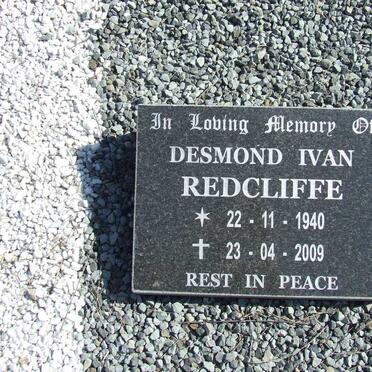 In Loving Memory Of
DESMOND IVAN
REDCLIFFE
* 22 - 11 - 1940
✝ 23 - 04 - 2009
REST IN PEACE